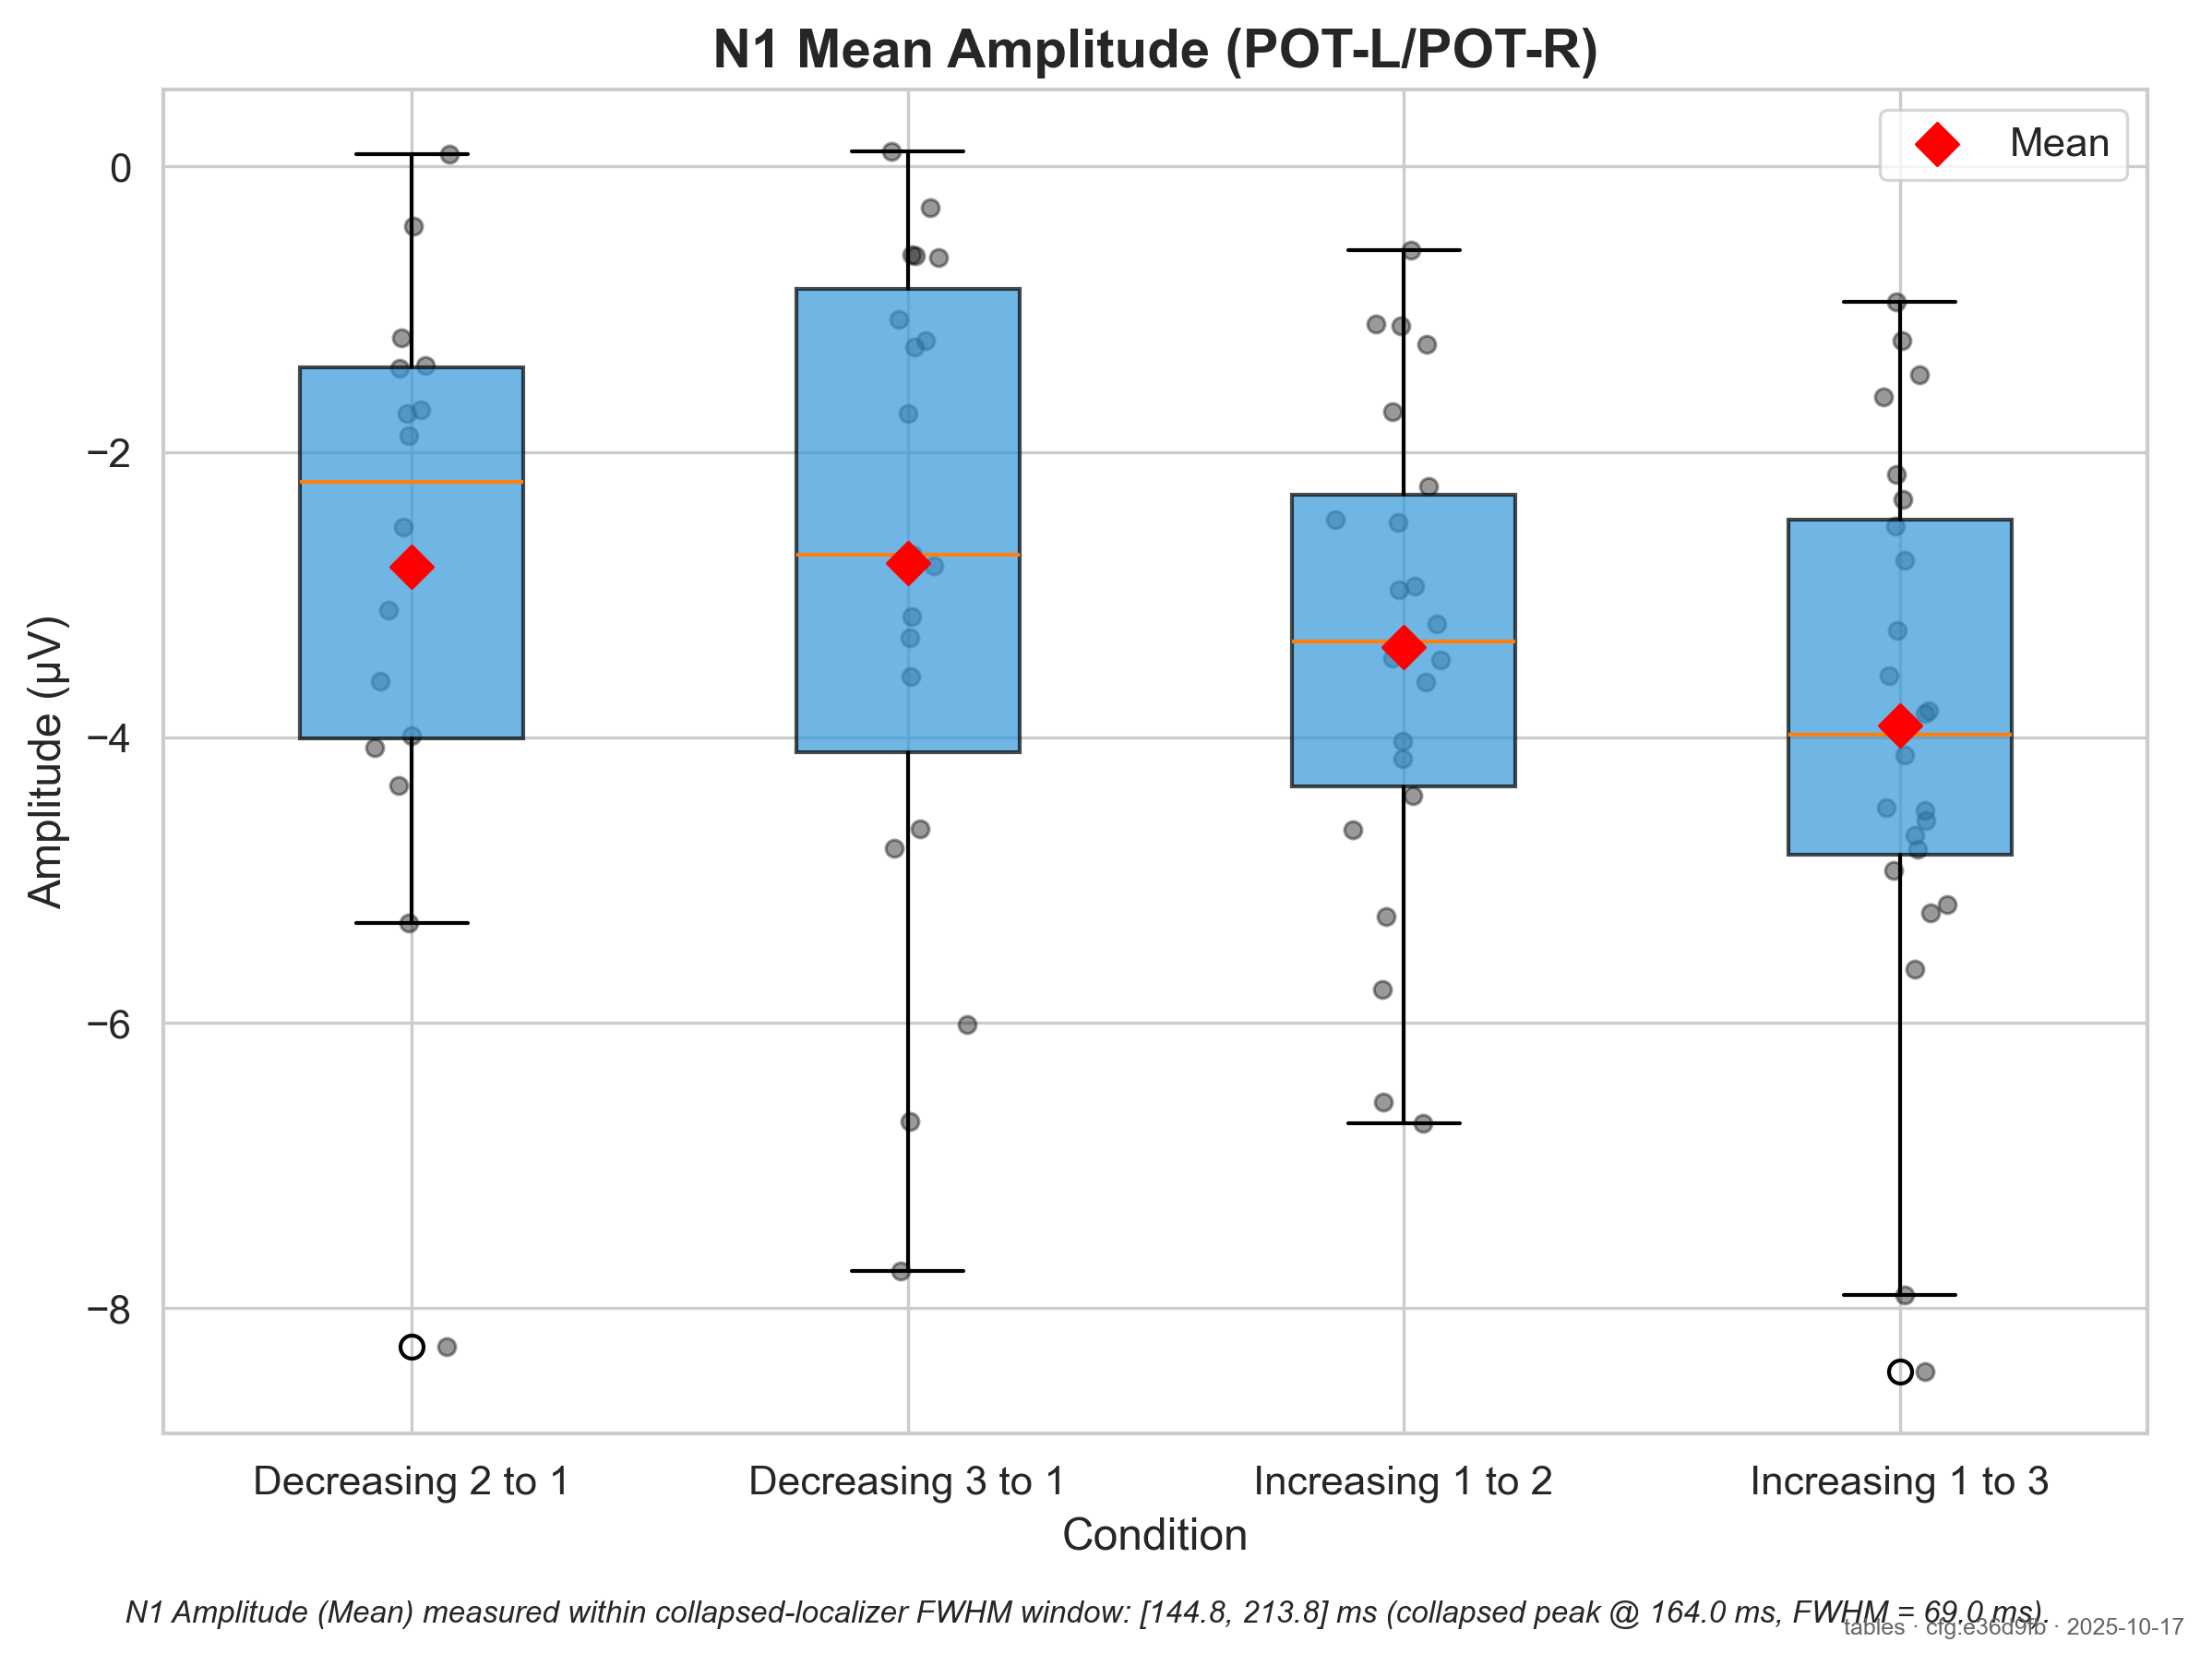 N1 Mean Amplitude (POT-L/POT-R)
Mean
0
−2
−4
−6
−8
Amplitude (µV)
Decreasing 2 to 1
Decreasing 3 to 1
Increasing 1 to 2
Increasing 1 to 3
Condition
N1 Amplitude (Mean) measured within collapsed-localizer FWHM window: [144.8, 213.8] ms (collapsed peak @ 164.0 ms, FWHM = 69.0 ms).
tables · cfg:e36d9fb · 2025-10-17